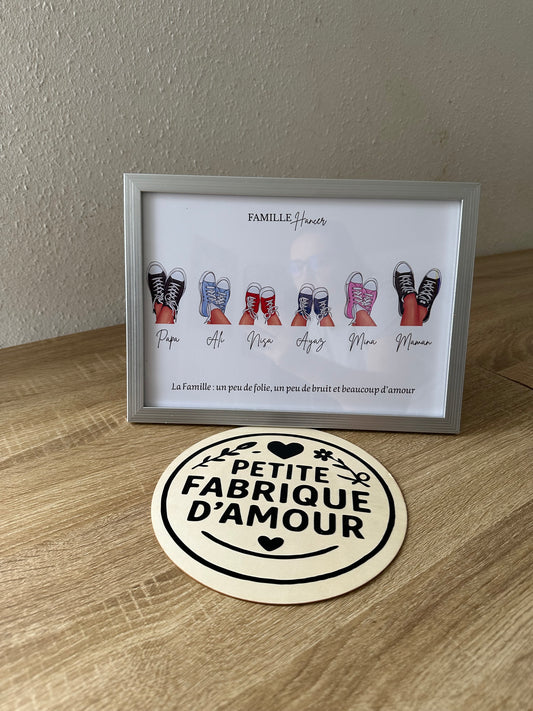 FAMILLE Hancer
Papa Ali Nisa Ayaz Mina Maman
La Famille : un peu de folie, un peu de bruit et beaucoup d'amour
PETITE
FABRIQUE
D'AMOUR